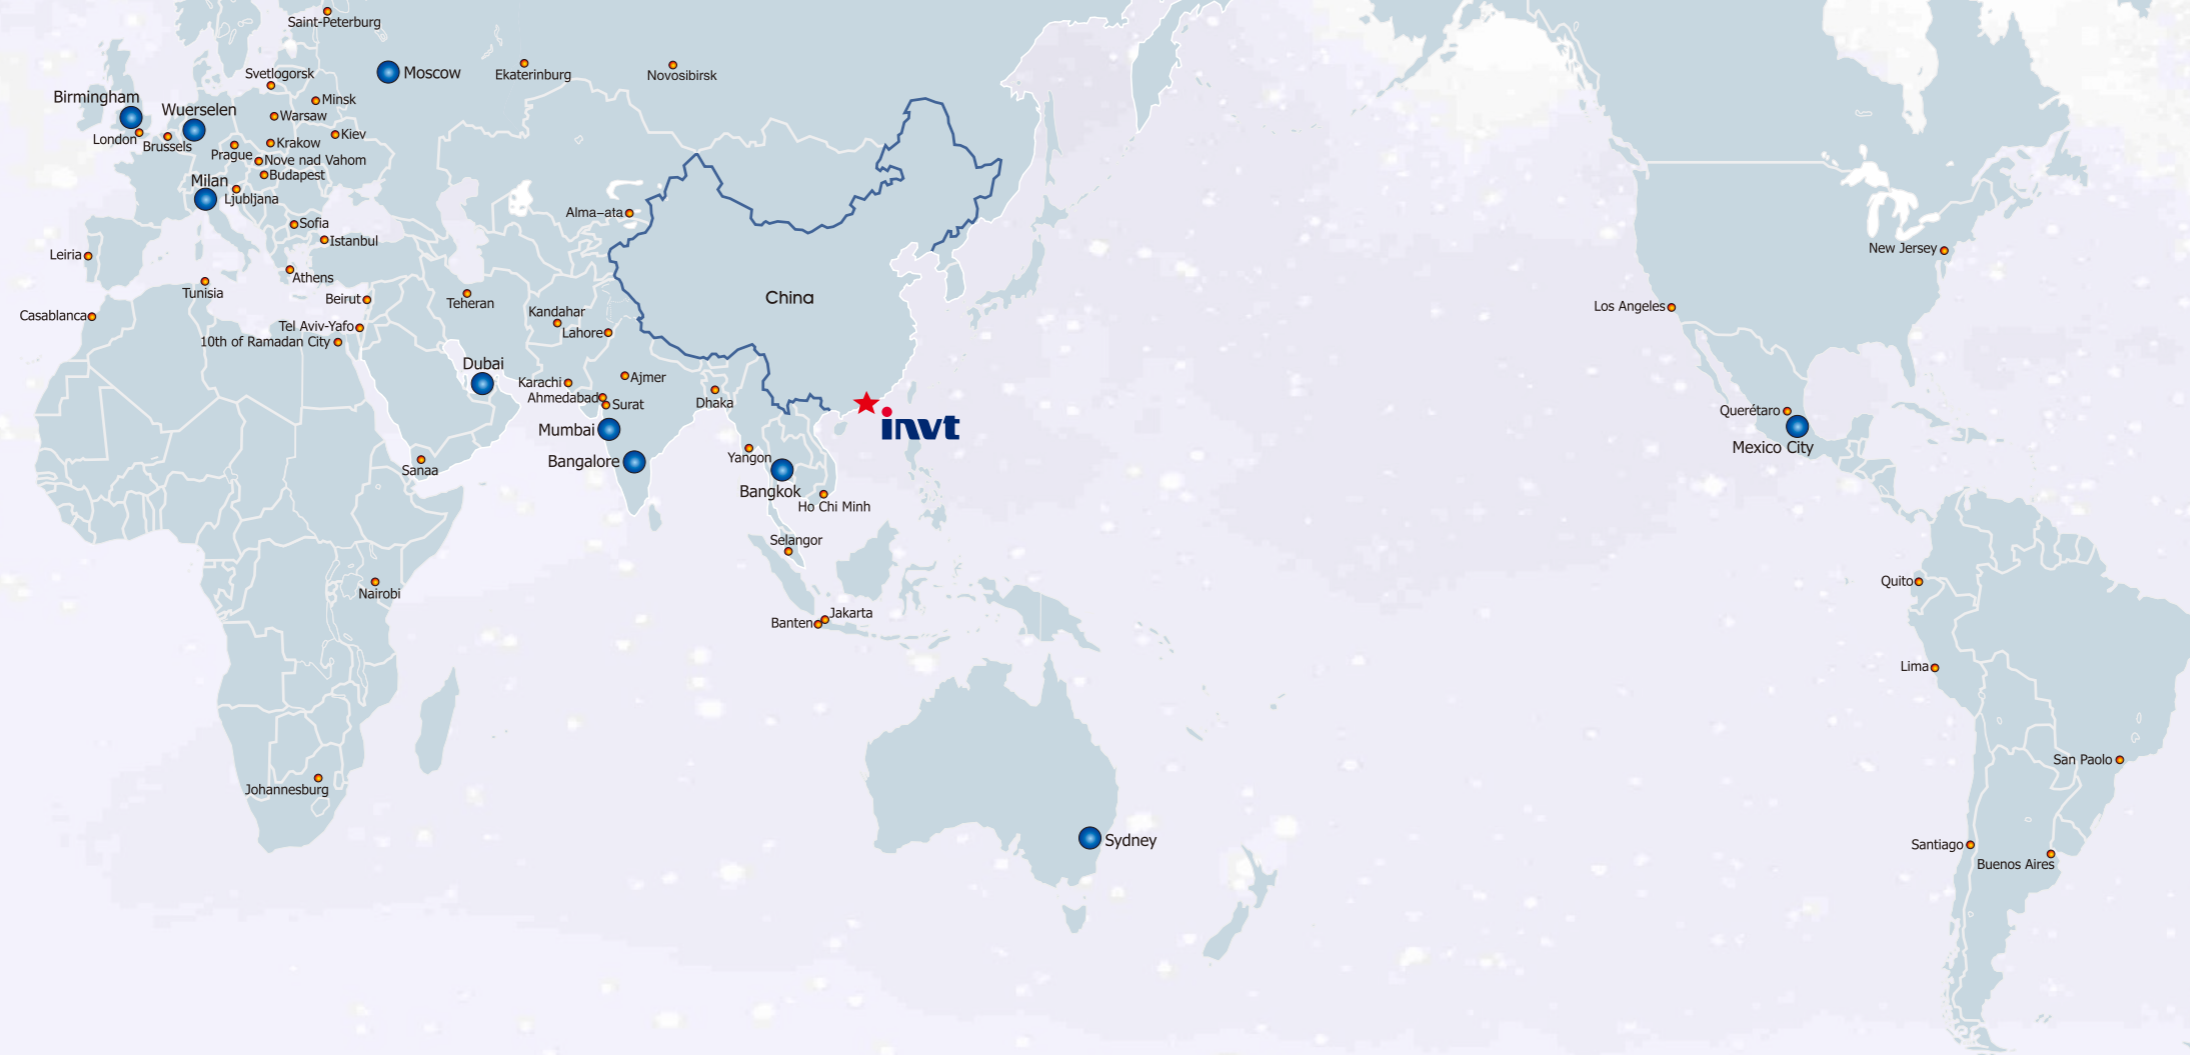 Saint-Peterburg
Moscow
Ekaterinburg
Novosibirsk
Svetlogorsk
Birmingham
Wuerselen
Minsk
Warsaw
London
Brussels
Kiev
Krakow
Prague
Nove nad Vahom
Budapest
Milan
Ljubljana
Alma-ata
Sofia
Istanbul
Leiria
New Jersey
Athens
Tunisia
Beirut
Teheran
China
Casablanca
Kandahar
Los Angeles
Tel Aviv-Yafo
Lahore
10th of Ramadan City
Dubai
Karachi
Ajmer
Ahmedabad
Surat
Dhaka
Querétaro
invt
Mumbai
Mexico City
Bangalore
Yangon
Sanaa
Bangkok
Ho Chi Minh
Selangor
Quito
Nairobi
Jakarta
Banten
Lima
San Paolo
Johannesburg
Sydney
Santiago
Buenos Aires